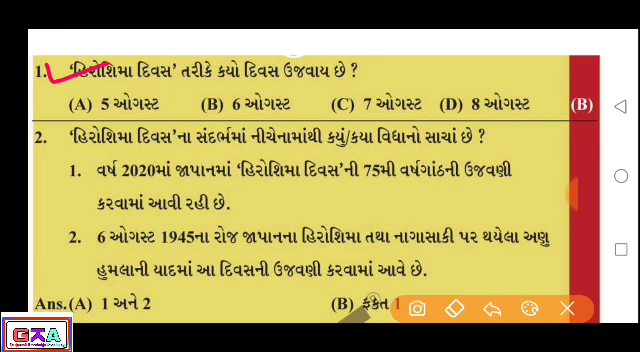 1. ‘હિરોશિમા દિવસ’ તરીકે કયો દિવસ ઉજવાય છે ?
(A) 5 ઓગસ્ટ (B) 6 ઓગસ્ટ (C) 7 ઓગસ્ટ (D) 8 ઓગસ્ટ (B)
2. ‘હિરોશિમા દિવસ’ના સંદર્ભમાં નીચેનામાંથી કયું/કયા વિધાનો સાચાં છે ?
1. વર્ષ 2020માં જાપાનમાં ‘હિરોશિમા દિવસ’ની 75મી વર્ષગાંઠની ઉજવણી
કરવામાં આવી રહી છે.
2. 6 ઓગસ્ટ 1945ના રોજ જાપાનના હિરોશિમા તથા નાગાસાકી પર થયેલા અણુ
હુમલાની યાદમાં આ દિવસની ઉજવણી કરવામાં આવે છે.
Ans. (A) 1 અને 2 (B) ફક્ત 1
GKA